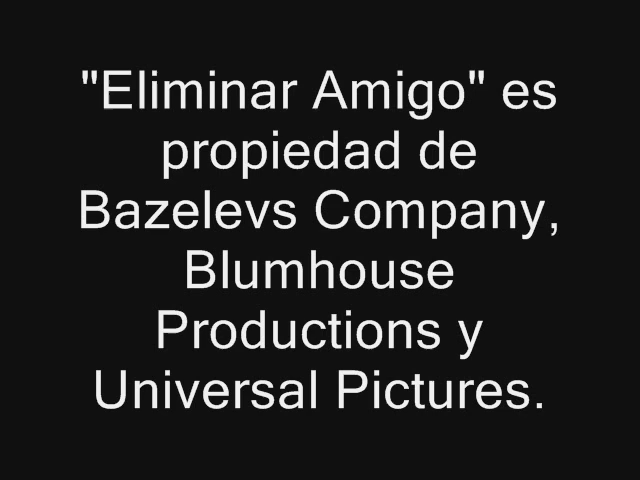 "Eliminar Amigo" es
propiedad de
Bazelevs Company,
Blumhouse
Productions y
Universal Pictures.